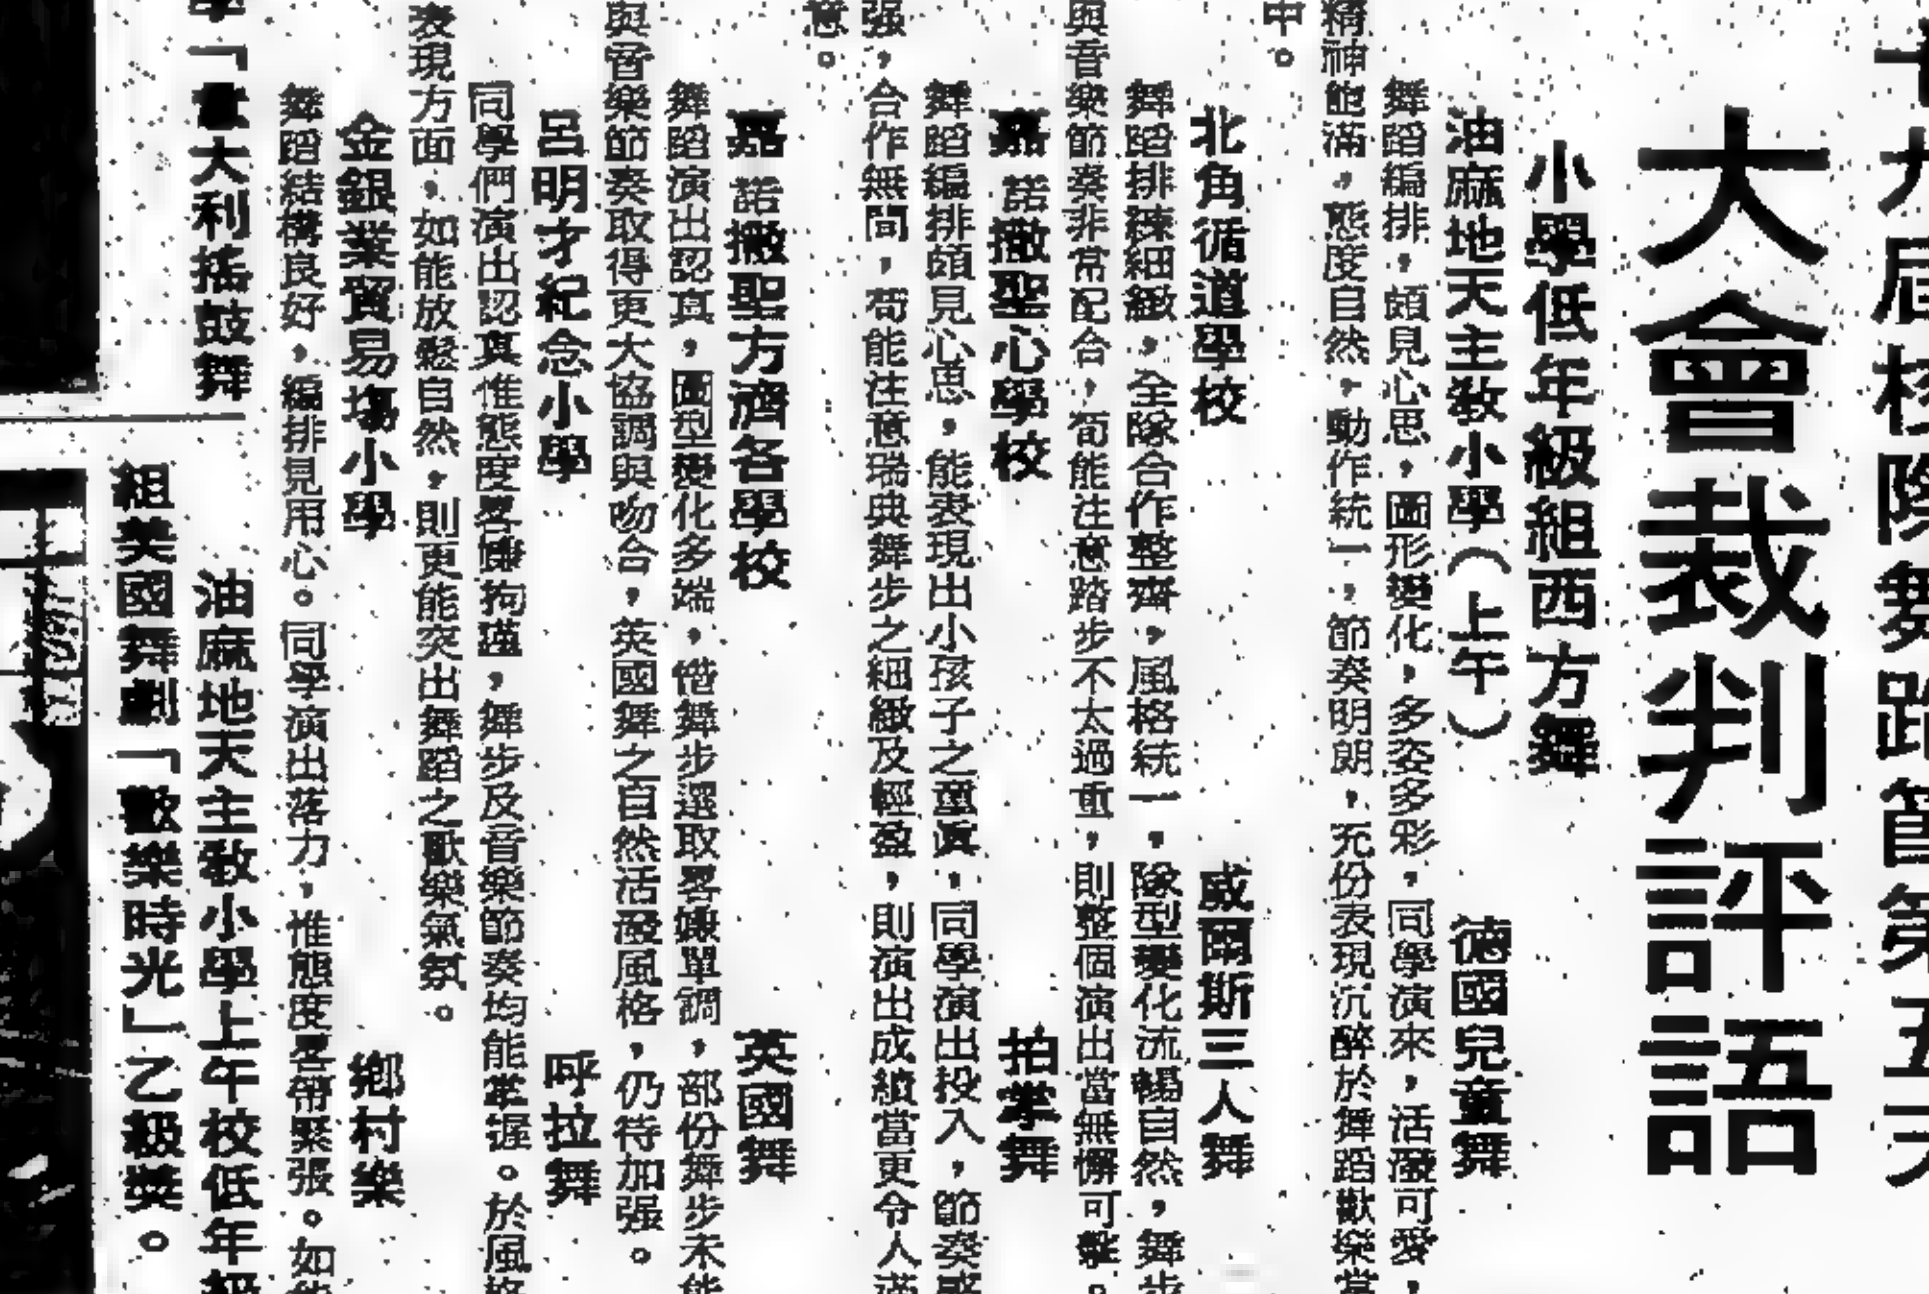 十九屆校際舞蹈節第五天
大會裁判評語
小學低年級組西方舞
油麻地天主教小學(上午) 德國兒童舞
舞蹈編排,頗見心思,圖形變化,多姿多彩,同學演來,活潑可愛,
精神飽滿,態度自然,動作統一,節奏明朗,充份表現沉醉於舞蹈歡樂當
中。
北角循道學校 威爾斯三人舞
舞蹈排練細緻,全隊合作整齊,風格統一,隊型變化流暢自然,舞步
與音樂節奏非常配合,苟能注意踏步不太過重,則整個演出當無懈可擊。
嘉諾撒聖心學校 拍掌舞
舞蹈編排頗見心思,能表現出小孩子之童真,同學演出投入,節奏感
强,合作無間,苟能注意瑞典舞步之細緻及輕盈,則演出成績當更令人滿
意。
嘉諾撒聖方濟各學校 英國舞
舞蹈演出認真,圖型變化多端,惜舞步選取畧嫌單調,部份舞步未能
與音樂節奏取得更大協調與吻合,英國舞之自然活潑風格,仍待加强。
呂明才紀念小學 呼拉舞
同學們演出認真惟態度畧嫌拘謹,舞步及音樂節奏均能掌握。於風格
表現方面,如能放鬆自然,則更能突出舞蹈之歡樂氣氛。
金銀業貿易塲小學 鄉村樂
舞蹈結構良好,編排見用心。同學演出落力,惟態度畧帶緊張。如能
學「意大利搖鼓舞
油麻地天主教小學上午校低年級
組英國舞劇「歡樂時光」乙級獎。